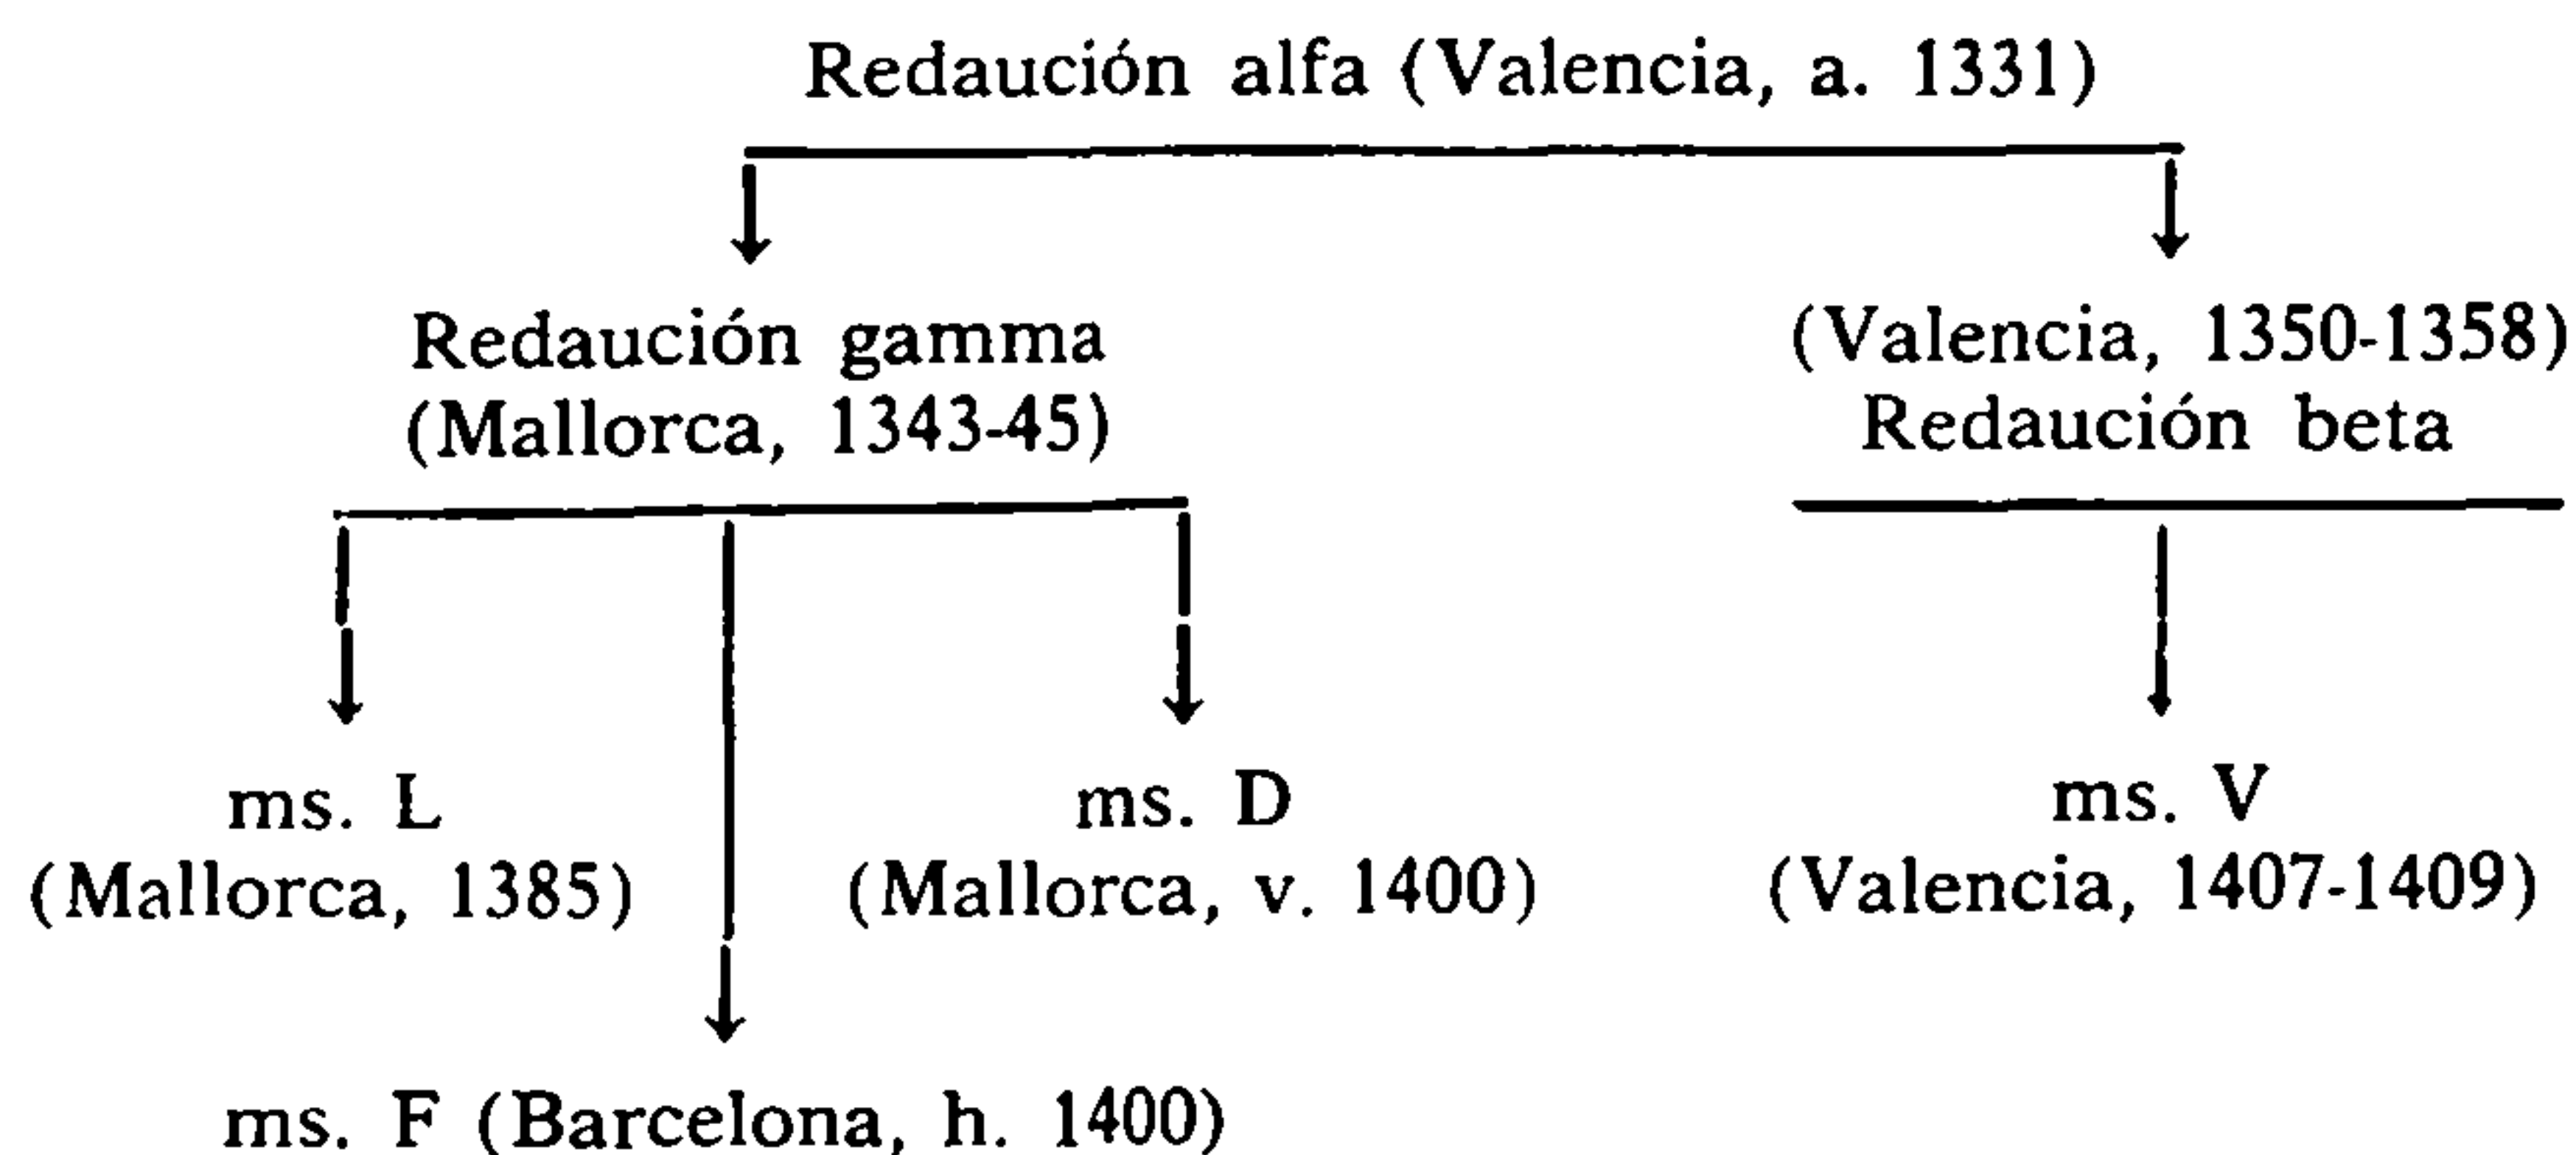 Redaución alfa (Valencia, a. 1331)
Redaución gamma
(Mallorca, 1343-45)
(Valencia, 1350-1358)
Redaución beta
ms. L
(Mallorca, 1385)
ms. D
(Mallorca, v. 1400)
ms. V
(Valencia, 1407-1409)
ms. F (Barcelona, h. 1400)